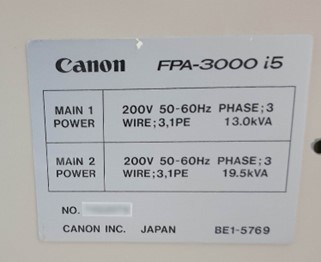 Canon FPA-3000 i5
MAIN 1 POWER 200V 50-60Hz PHASE;3
WIRE;3,1PE 13.0kVA
MAIN 2 POWER 200V 50-60Hz PHASE;3
WIRE;3,1PE 19.5kVA
NO.
CANON INC. JAPAN BE1-5769